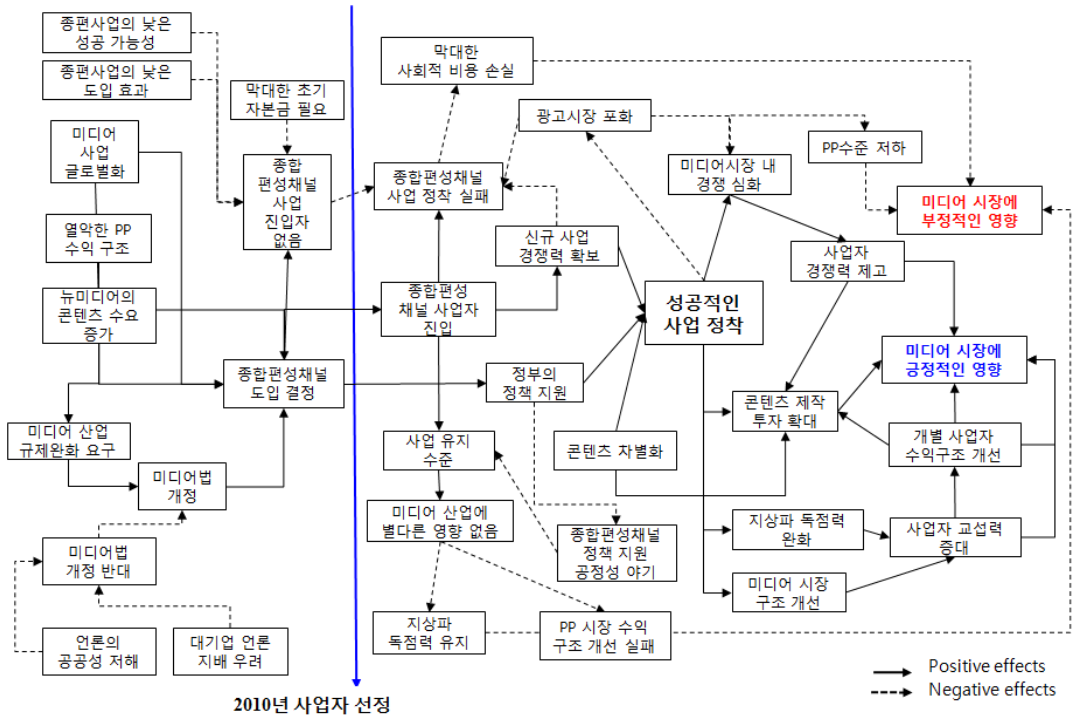 종편사업의 낮은
성공 가능성
종편사업의 낮은
도입 효과
막대한 초기
자본금 필요
미디어
사업
글로벌화
종합
편성채널
사업
진입자
없음
열악한 PP
수익 구조
뉴미디어의
콘텐츠 수요
증가
종합편성채널
도입 결정
미디어 산업
규제완화 요구
미디어법
개정
미디어법
개정 반대
언론의
공공성 저해
대기업 언론
지배 우려
2010년 사업자 선정
막대한
사회적 비용 손실
광고시장 포화
종합편성채널
사업 정착 실패
미디어시장 내
경쟁 심화
PP수준 저하
미디어 시장에
부정적인 영향
신규 사업
경쟁력 확보
사업자
경쟁력 제고
종합편성
채널 사업자
진입
성공적인
사업 정착
미디어 시장에
긍정적인 영향
정부의
정책 지원
콘텐츠 제작
투자 확대
사업 유지
수준
콘텐츠 차별화
개별 사업자
수익구조 개선
미디어 산업에
별다른 영향 없음
종합편성채널
정책 지원
공정성 야기
지상파 독점력
완화
사업자 교섭력
증대
미디어 시장
구조 개선
지상파
독점력 유지
PP 시장 수익
구조 개선 실패
Positive effects
Negative effects